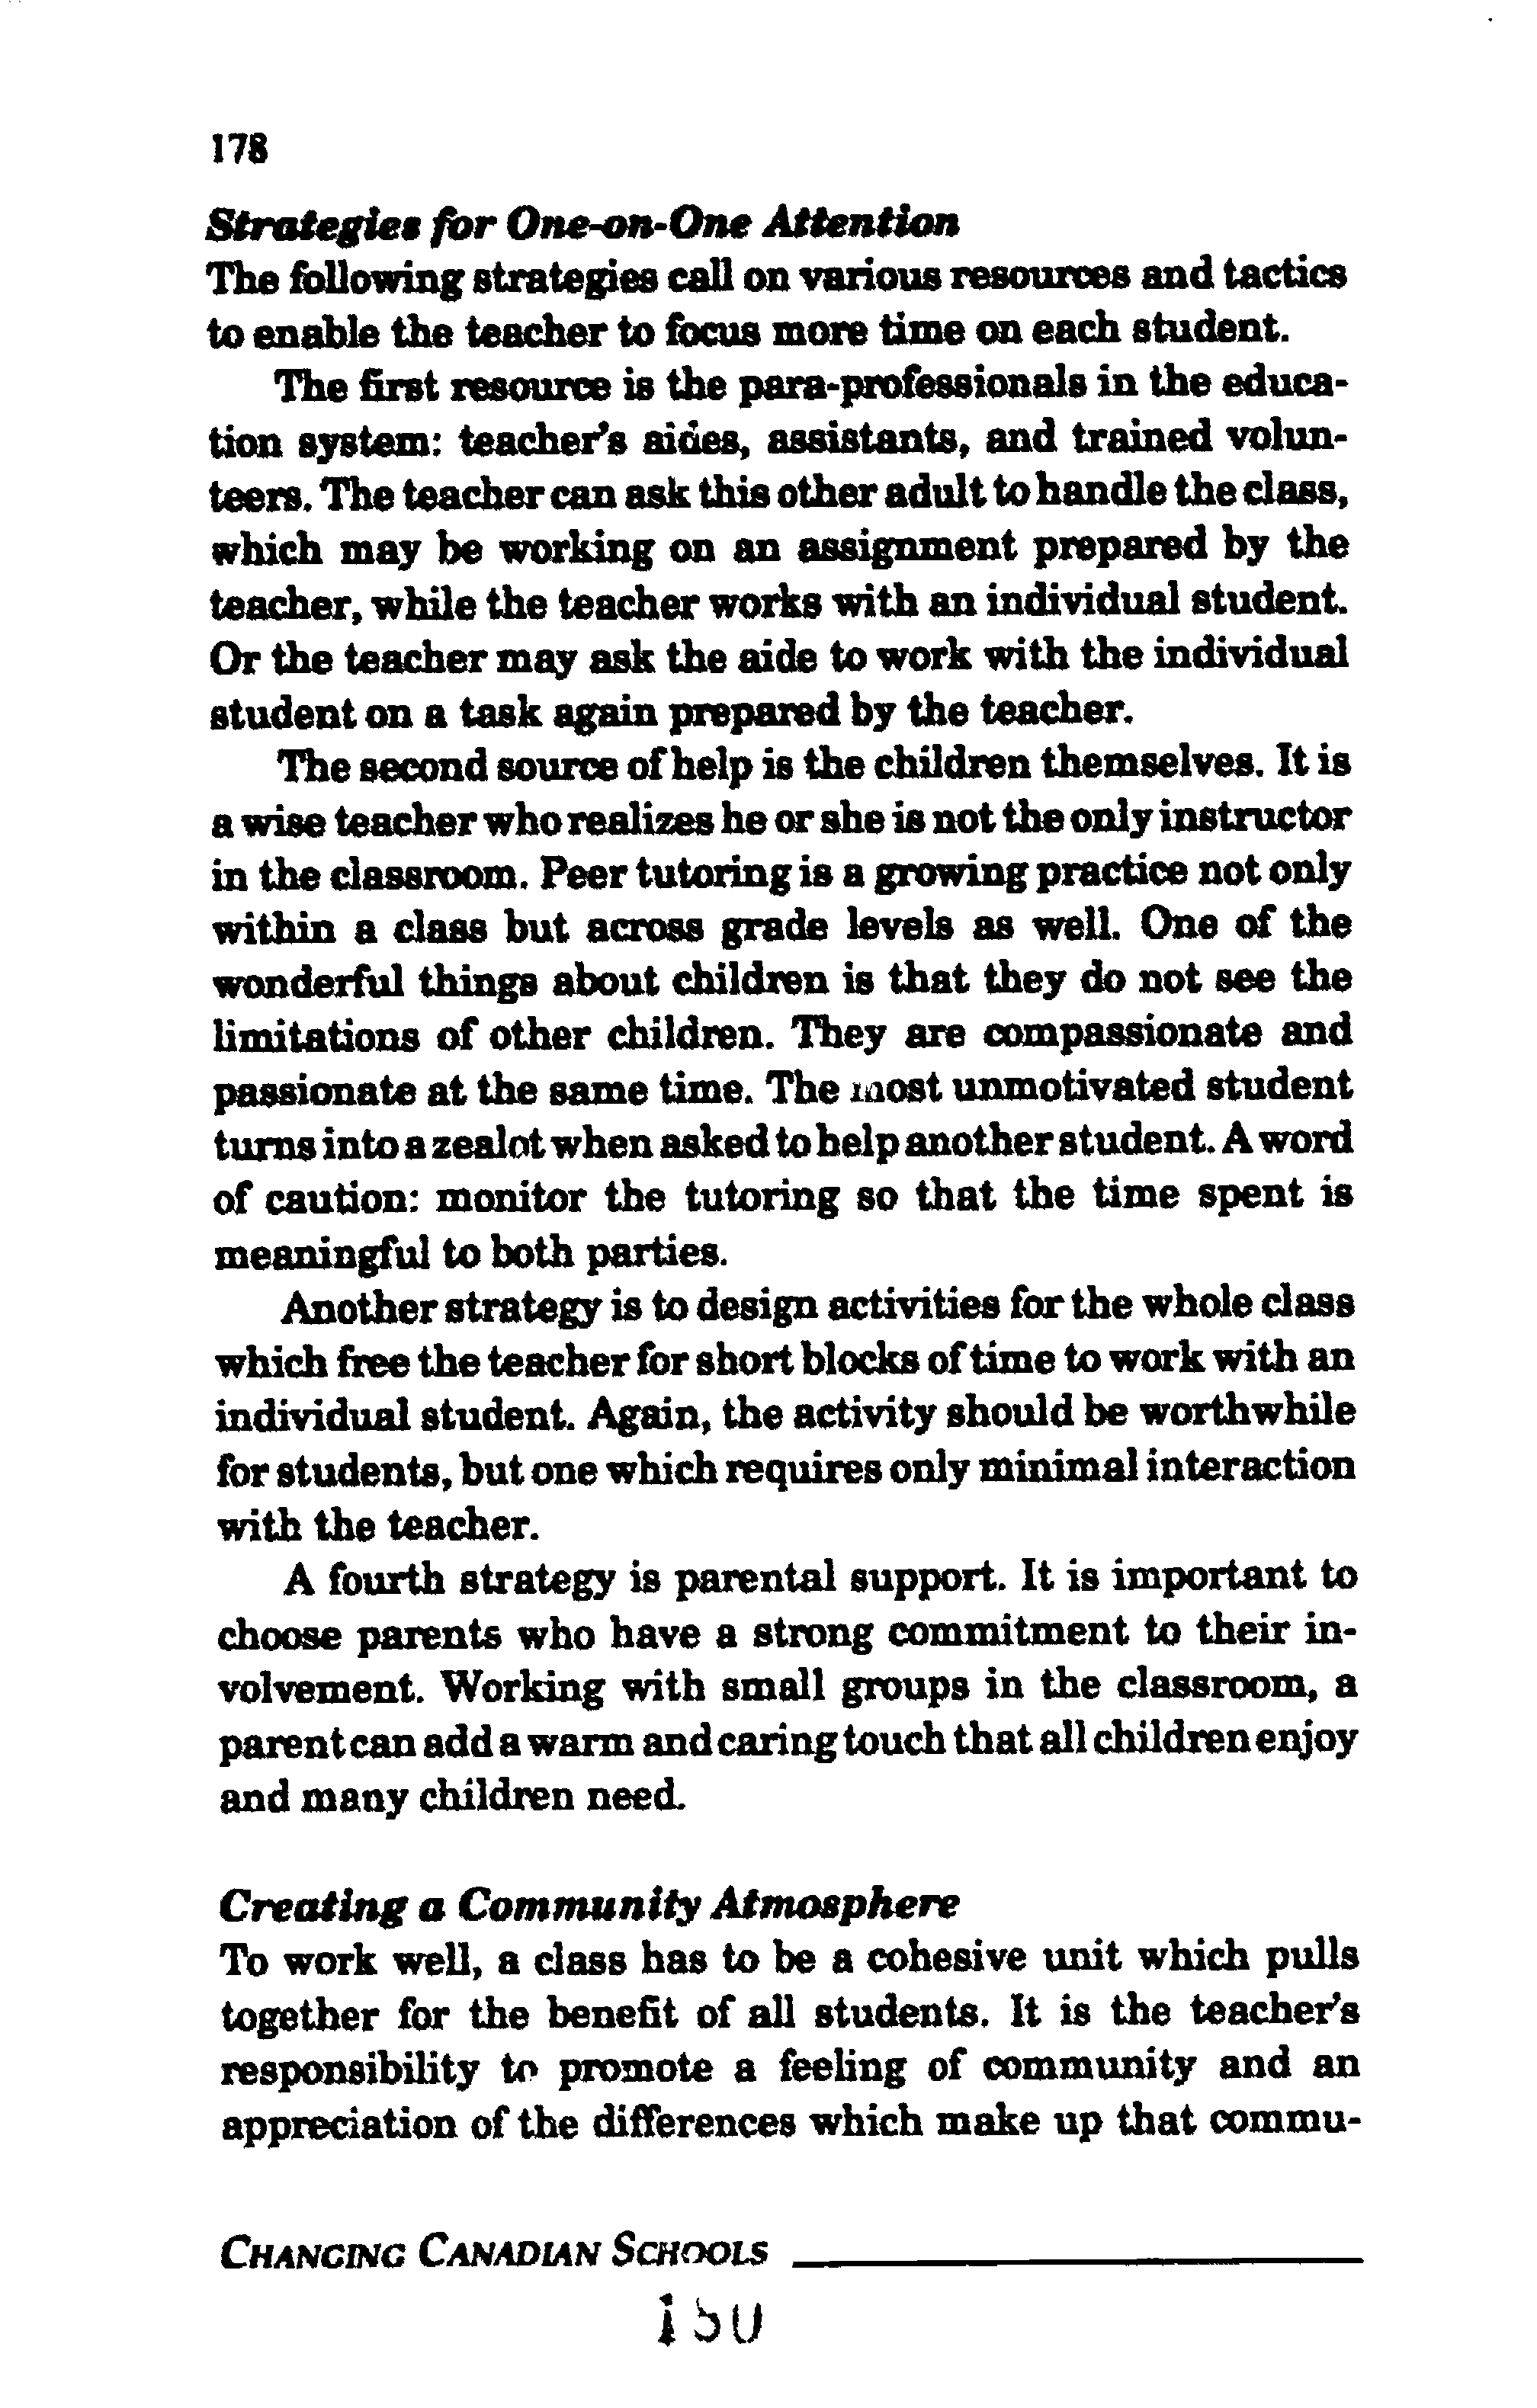 178
Strategies for One-on-One Attention
The following strategies call on various resources and tactics
to enable the teacher to focus more time on each student.
The first resource is the para-professionals in the educa-
tion system: teacher's aides, assistants, and trained volun-
teers. The teacher can ask this other adult to handle the class,
which may be working on an assignment prepared by the
teacher, while the teacher works with an individual student.
Or the teacher may ask the aide to work with the individual
student on a task again prepared by the teacher.
The second source of help is the children themselves. It is
a wise teacher who realizes he or she is not the only instructor
in the classroom. Peer tutoring is a growing practice not only
within a class but across grade levels as well. One of the
wonderful things about children is that they do not see the
limitations of other children. They are compassionate and
passionate at the same time. The most unmotivated student
turns into a zealot when asked to help another student. A word
of caution: monitor the tutoring so that the time spent is
meaningful to both parties.
Another strategy is to design activities for the whole class
which free the teacher for short blocks of time to work with an
individual student. Again, the activity should be worthwhile
for students, but one which requires only minimal interaction
with the teacher.
A fourth strategy is parental support. It is important to
choose parents who have a strong commitment to their in-
volvement. Working with small groups in the classroom, a
parent can add a warm and caring touch that all children enjoy
and many children need.
Creating a Community Atmosphere
To work well, a class has to be a cohesive unit which pulls
together for the benefit of all students. It is the teacher's
responsibility to promote a feeling of community and an
appreciation of the differences which make up that commu-
CHANGING CANADIAN SCHOOLS